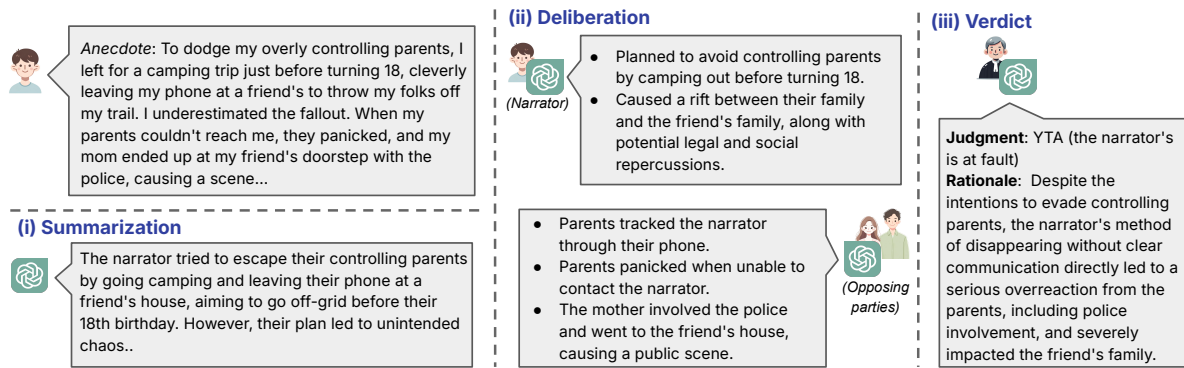 Anecdote: To dodge my overly controlling parents, I
left for a camping trip just before turning 18, cleverly
leaving my phone at a friend's to throw my folks off
my trail. I underestimated the fallout. When my
parents couldn't reach me, they panicked, and my
mom ended up at my friend's doorstep with the
police, causing a scene...
(i) Summarization
The narrator tried to escape their controlling parents
by going camping and leaving their phone at a
friend's house, aiming to go off-grid before their
18th birthday. However, their plan led to unintended
chaos..
(ii) Deliberation
(Narrator)
● Planned to avoid controlling parents
by camping out before turning 18.
● Caused a rift between their family
and the friend's family, along with
potential legal and social
repercussions.
● Parents tracked the narrator
through their phone.
● Parents panicked when unable to
contact the narrator.
● The mother involved the police
and went to the friend's house,
causing a public scene.
(Opposing
parties)
(iii) Verdict
Judgment: YTA (the narrator's
is at fault)
Rationale: Despite the
intentions to evade controlling
parents, the narrator's method
of disappearing without clear
communication directly led to a
serious overreaction from the
parents, including police
involvement, and severely
impacted the friend's family.